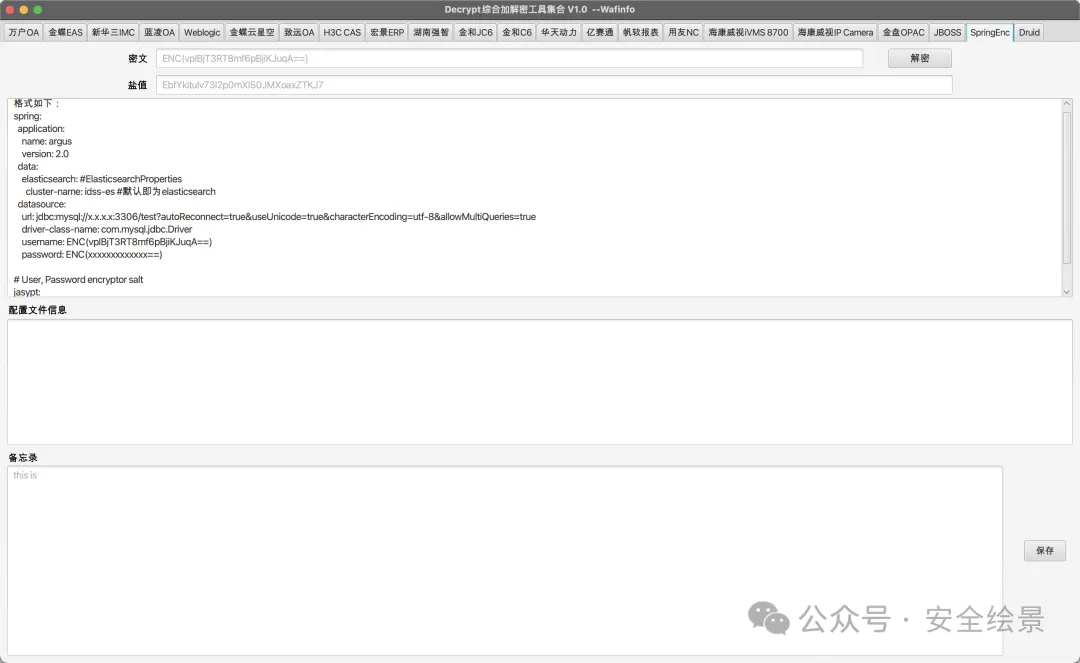 Decrypt综合加解密工具集合 V1.0 --Wafinfo
万户OA 金蝶EAS 新华三IMC 蓝凌OA Weblogic 金蝶云星空 致远OA H3C CAS 宏景ERP 湖南强智 金和JC6 金和C6 华天动力 亿赛通 帆软报表 用友NC 海康威视iVMS 8700 海康威视IP Camera 金盘OPAC JBOSS SpringEnc Druid
密文 ENC(vplBjT3RT8mf6pBjiKJuqA==) 解密
盐值 EbfYkitulv73I2p0mXI50JMXoaxZTKJ7
格式如下：
spring:
application:
name: argus
version: 2.0
data:
elasticsearch: #ElasticsearchProperties
cluster-name: idss-es #默认即为elasticsearch
datasource:
url: jdbc:mysql://x.x.x.x:3306/test?autoReconnect=true&useUnicode=true&characterEncoding=utf-8&allowMultiQueries=true
driver-class-name: com.mysql.jdbc.Driver
username: ENC(vplBjT3RT8mf6pBjiKJuqA==)
password: ENC(xxxxxxxxxxxxx==)
# User, Password encryptor salt
jasypt:
配置文件信息
备忘录
this is
保存
公众号 · 安全绘景